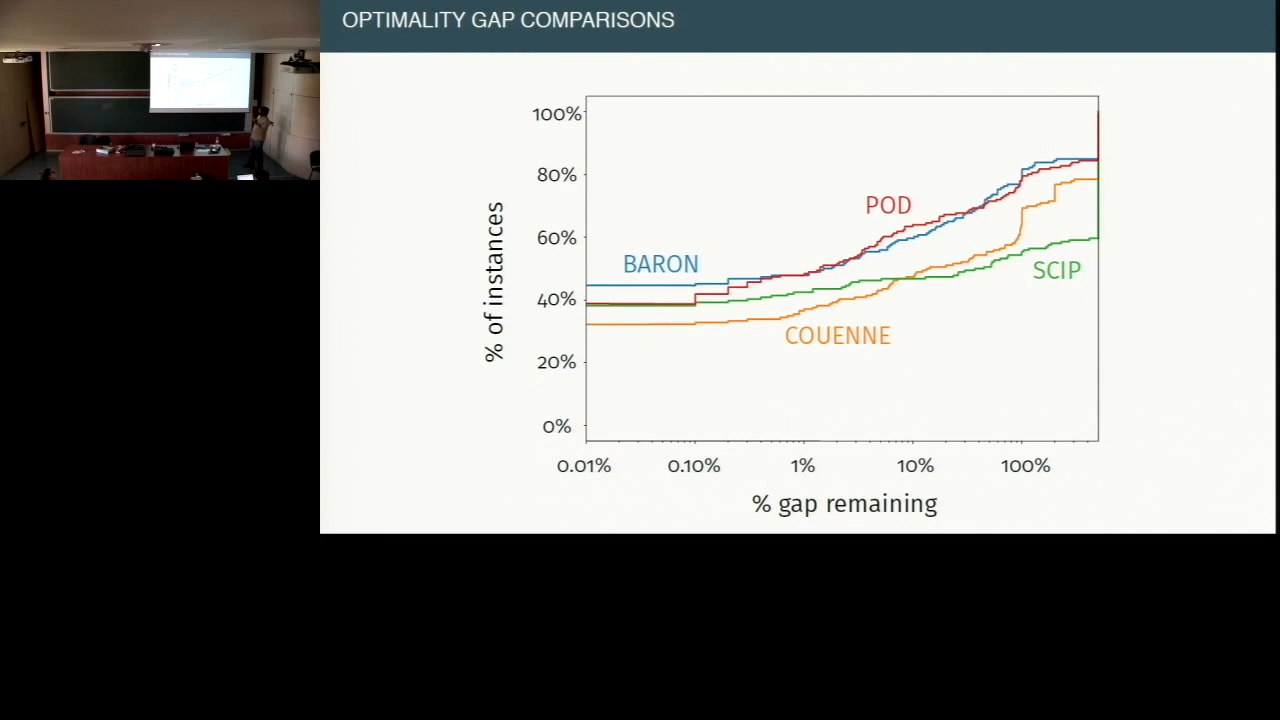 OPTIMALITY GAP COMPARISONS
100%
80%
60%
40%
20%
0%
% of instances
POD
BARON
SCIP
COUENNE
0.01%
0.10%
1%
10%
100%
% gap remaining